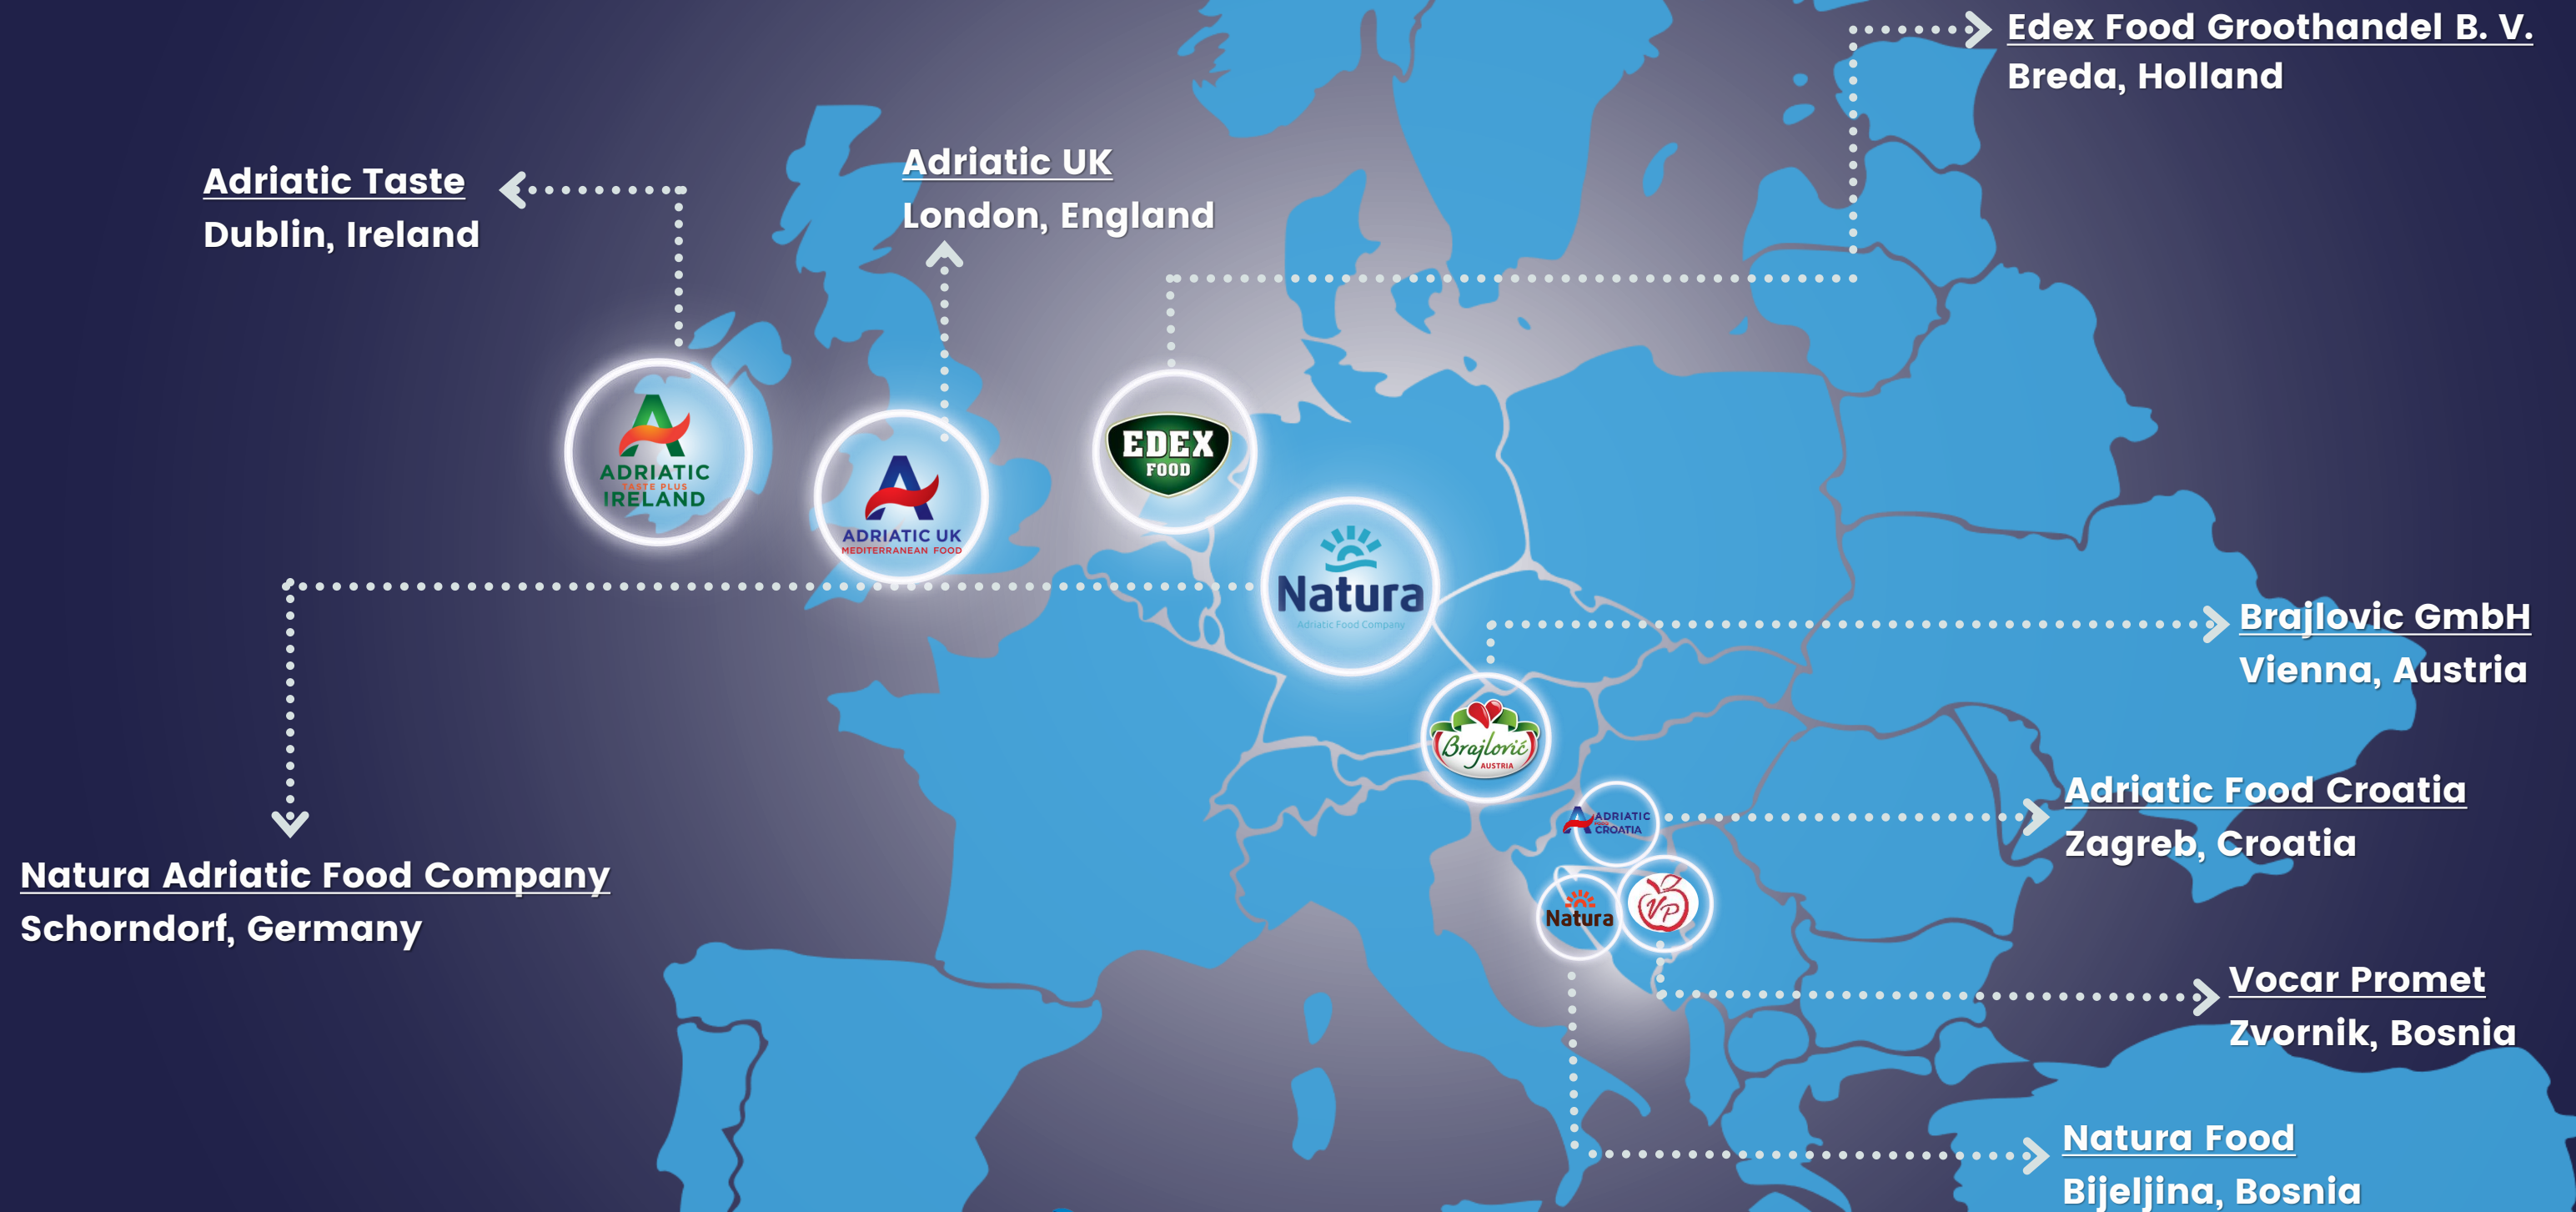 Edex Food Groothandel B. V.
Breda, Holland
Adriatic UK
London, England
Adriatic Taste
Dublin, Ireland
ADRIATIC
TASTE PLUS
IRELAND
ADRIATIC UK
MEDITERRANEAN FOOD
EDEX
FOOD
Natura
Adriatic Food Company
Brajlovic GmbH
Vienna, Austria
Brajlović
AUSTRIA
Adriatic Food Croatia
Zagreb, Croatia
ADRIATIC
CROATIA
Natura Adriatic Food Company
Schorndorf, Germany
Natura
VP
Vocar Promet
Zvornik, Bosnia
Natura Food
Bijeljina, Bosnia